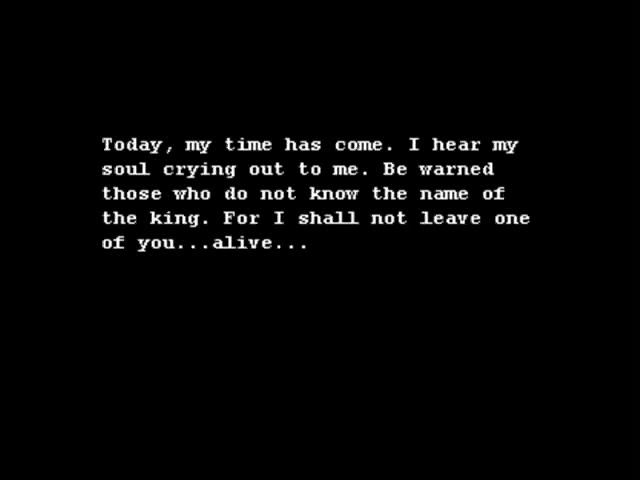 Today, my time has come. I hear my
soul crying out to me. Be warned
those who do not know the name of
the king. For I shall not leave one
of you...alive...